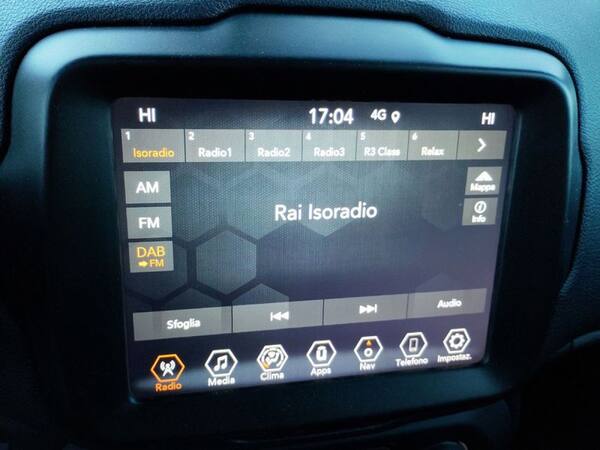 HI 17:04 4G HI
1 2 3 4 5 6
Isoradio Radio1 Radio2 Radio3 R3 Class Relax
AM
Mappa
Rai Isoradio
FM
Info
DAB
FM
Sfoglia Audio
Radio Media Clima Apps Nav Telefono Impostaz.